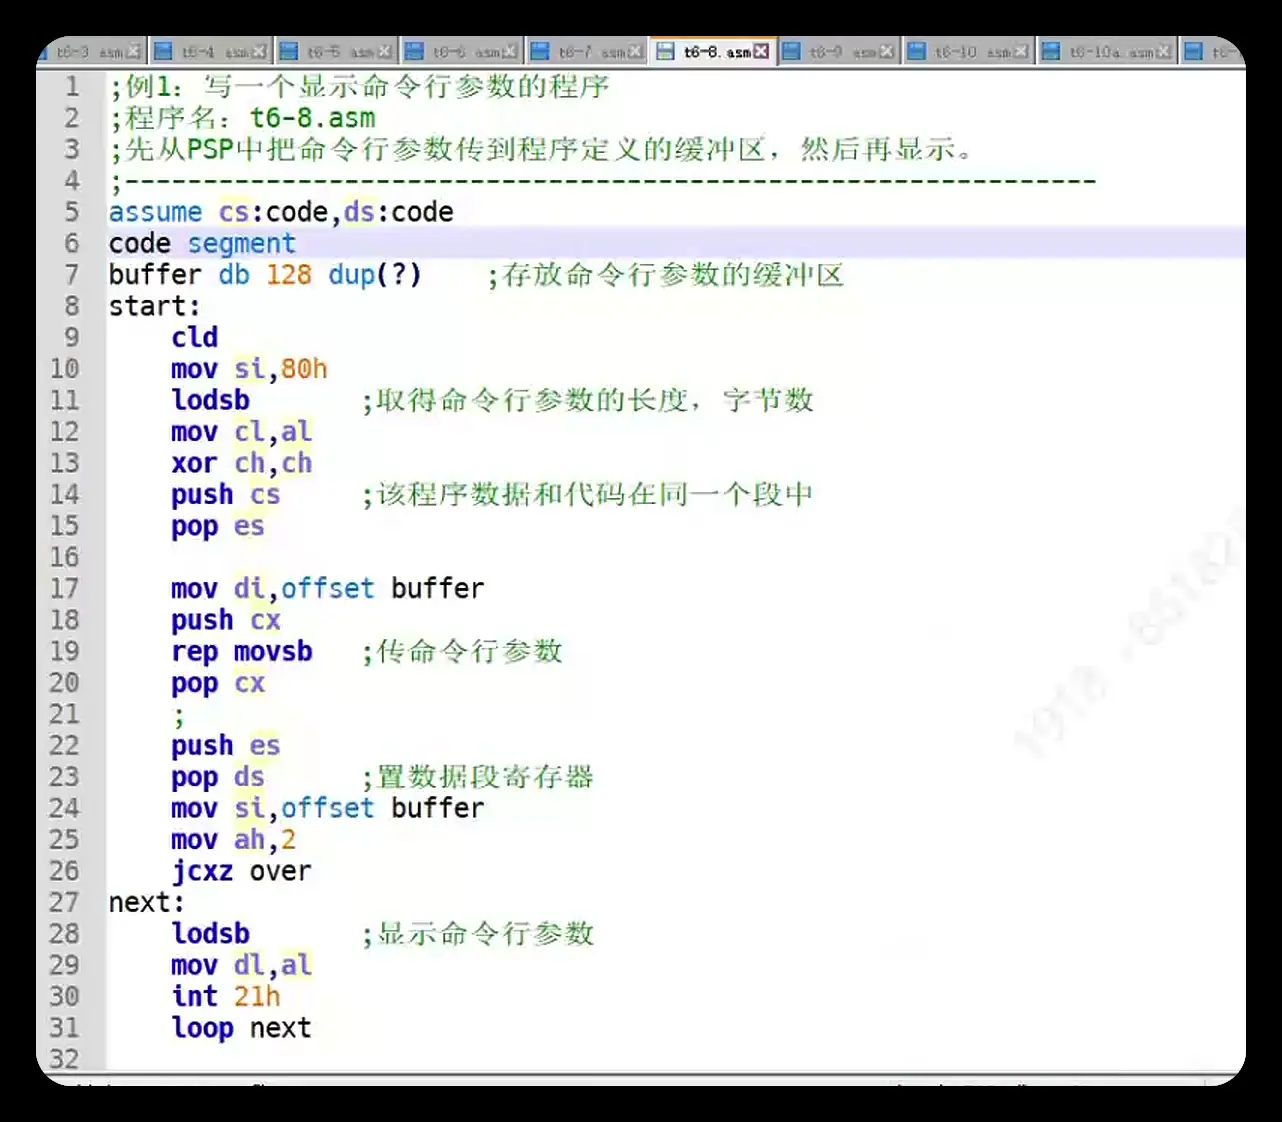 t6-3 asm t6-4 asm t6-5 asm t6-6 asm t6-7 asm t6-8.asm t6-9 asm t6-10 asm t6-10a asm t6-
1 ;例1：写一个显示命令行参数的程序
2 ;程序名：t6-8.asm
3 ;先从PSP中把命令行参数传到程序定义的缓冲区，然后再显示。
4 ;--------------------------------------------------------------
5 assume cs:code,ds:code
6 code segment
7 buffer db 128 dup(?) ;存放命令行参数的缓冲区
8 start:
9 cld
10 mov si,80h
11 lodsb ;取得命令行参数的长度，字节数
12 mov cl,al
13 xor ch,ch
14 push cs ;该程序数据和代码在同一个段中
15 pop es
16
17 mov di,offset buffer
18 push cx
19 rep movsb ;传命令行参数
20 pop cx
21 ;
22 push es
23 pop ds ;置数据段寄存器
24 mov si,offset buffer
25 mov ah,2
26 jcxz over
27 next:
28 lodsb ;显示命令行参数
29 mov dl,al
30 int 21h
31 loop next
32